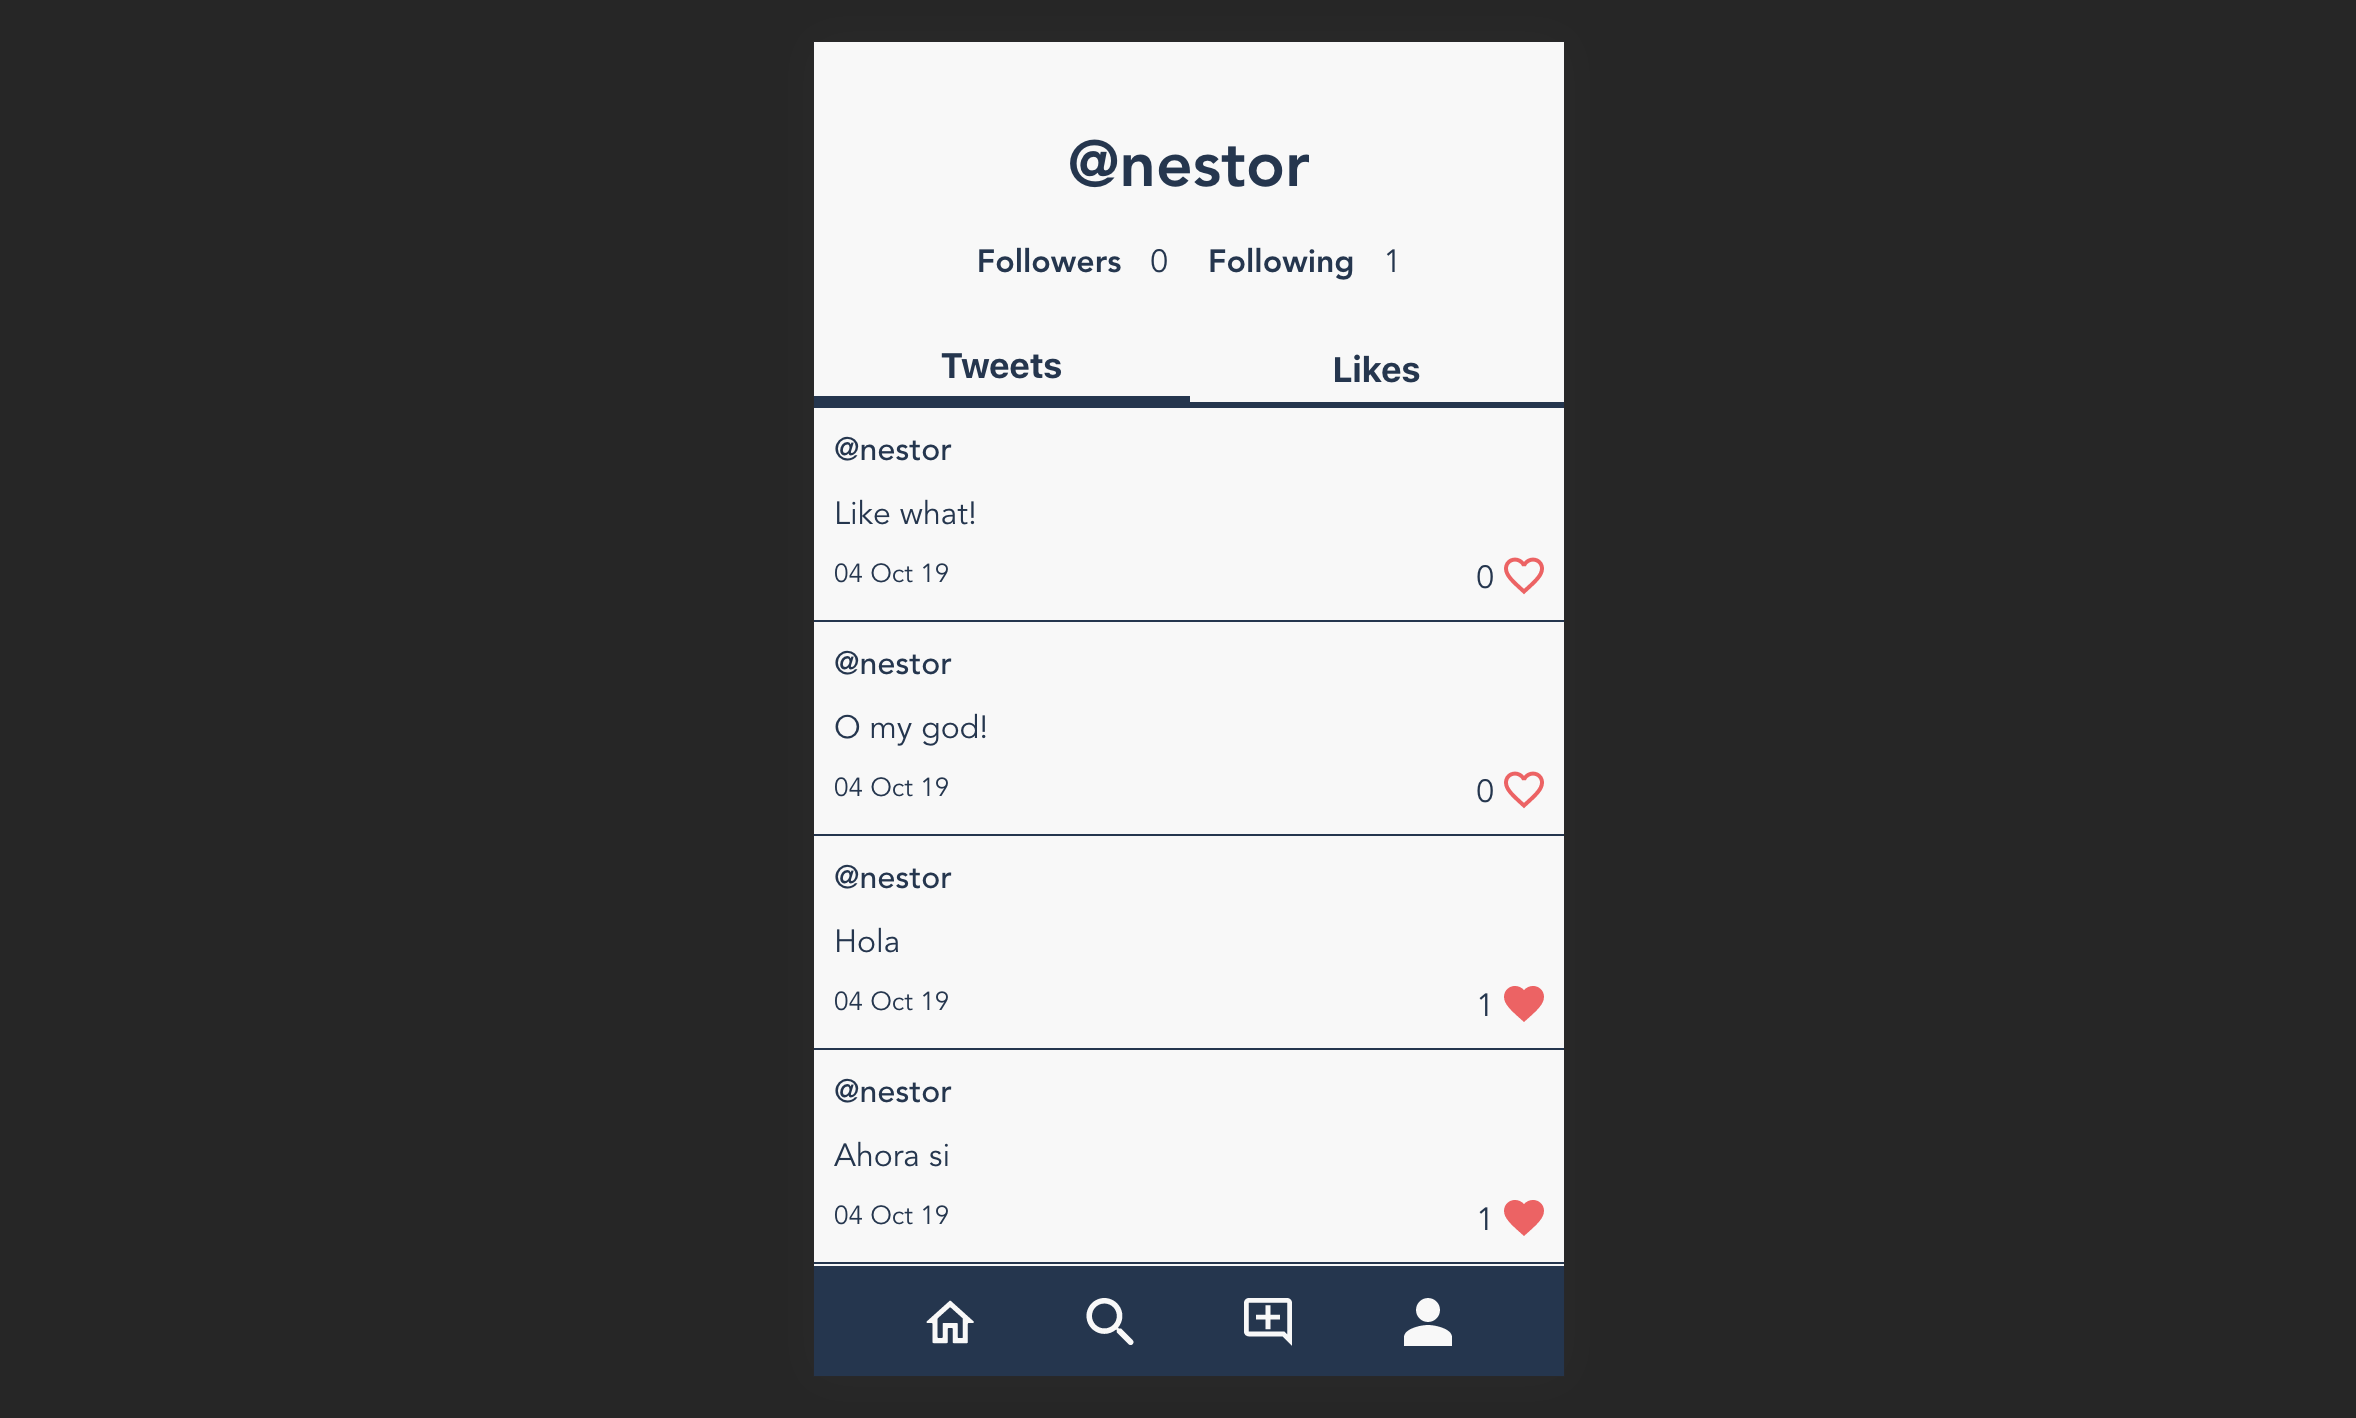 @nestor
Followers 0 Following 1
Tweets Likes
@nestor
Like what!
04 Oct 19 0
@nestor
O my god!
04 Oct 19 0
@nestor
Hola
04 Oct 19 1
@nestor
Ahora si
04 Oct 19 1